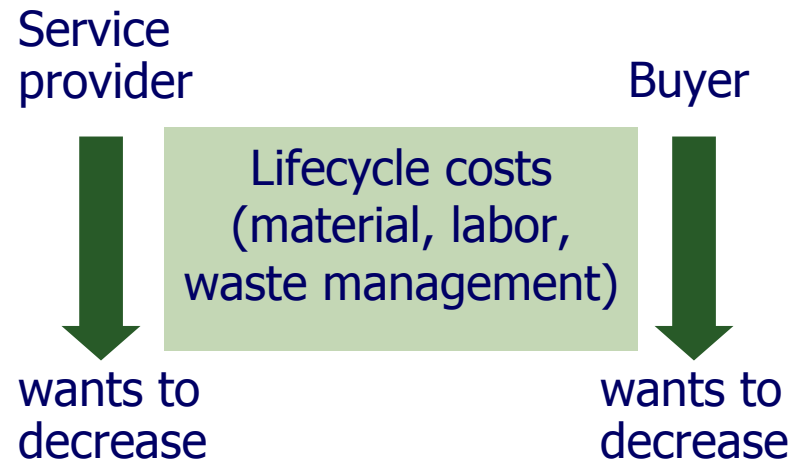 Service
provider
Buyer
Lifecycle costs
(material, labor,
waste management)
wants to
decrease
wants to
decrease